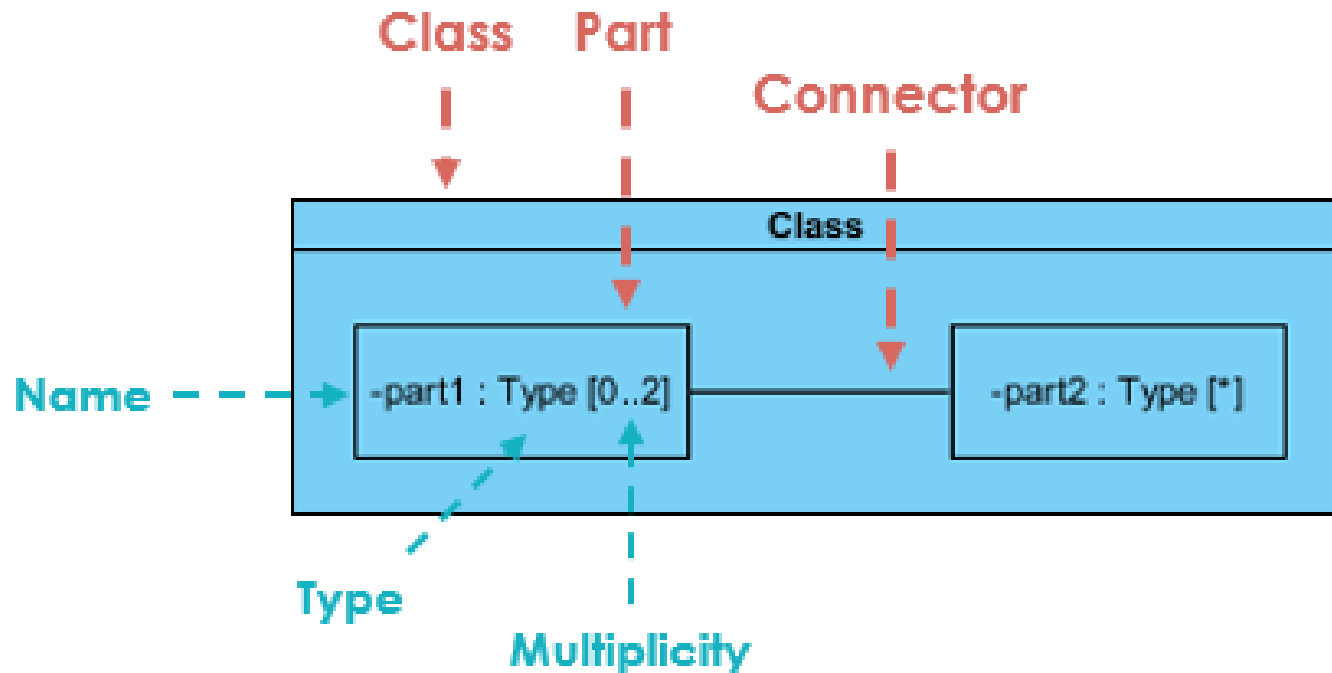 Class Part
Connector
Class
Name
-part1 : Type [0..2]
-part2 : Type [*]
Type
Multiplicity